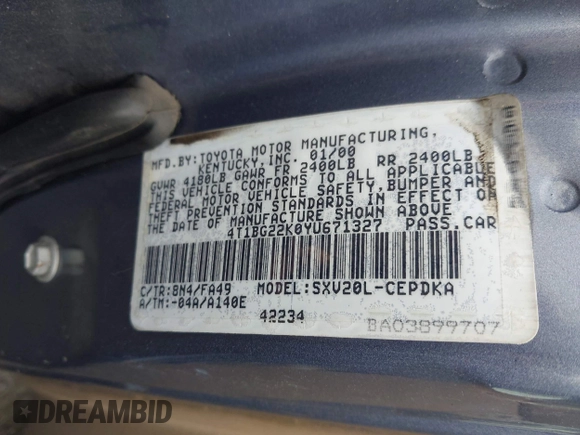 MFD.BY:TOYOTA MOTOR MANUFACTURING,
KENTUCKY,INC. 01/00
GVWR 4180LB GAWR FR 2400LB RR 2400LB
THIS VEHICLE CONFORMS TO ALL APPLICABLE
FEDERAL MOTOR VEHICLE SAFETY,BUMPER AND
THEFT PREVENTION STANDARDS IN EFFECT ON
THE DATE OF MANUFACTURE SHOWN ABOVE
4T1BG22K0YU671327 PASS.CAR
C/TR:8N4/FA49 MODEL:SXV20L-CEPDKA
A/TM:-04A/A140E
42234
BA03899707
DREAMBID